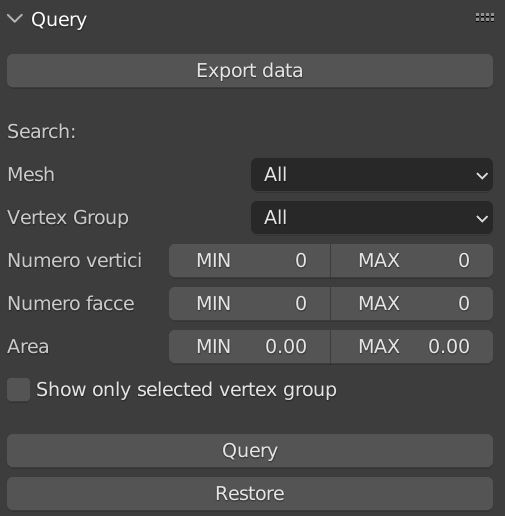 Query
Export data
Search:
Mesh All
Vertex Group All
Numero vertici MIN 0 MAX 0
Numero facce MIN 0 MAX 0
Area MIN 0.00 MAX 0.00
Show only selected vertex group
Query
Restore